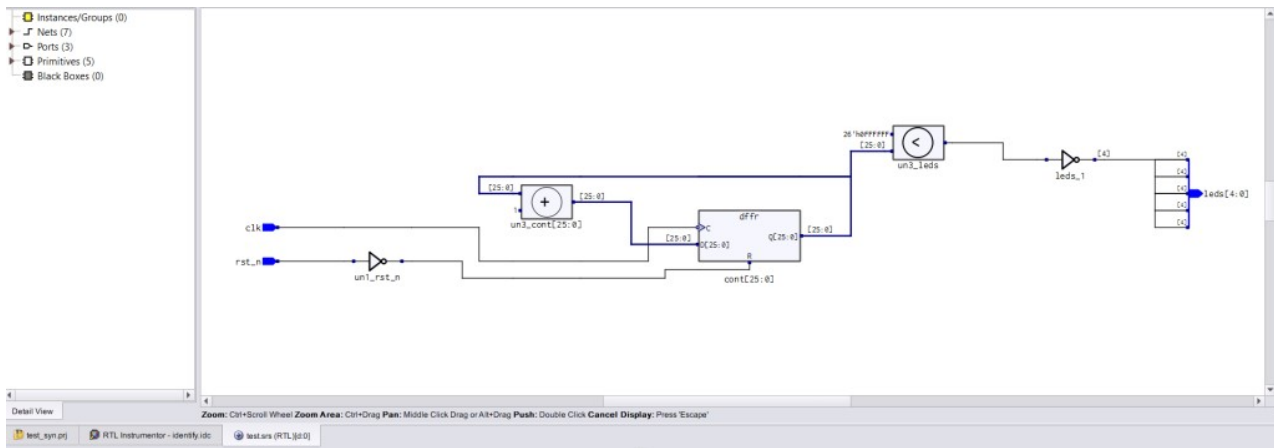 Instances/Groups (0)
Nets (7)
Ports (3)
Primitives (5)
Black Boxes (0)
26'h0FFFFFF
[25:0]
<
un3_leds
[4]
leds_1
[4]
[4]
[4]
[4]
[4]
leds[4:0]
[25:0]
1
+
[25:0]
un3_cont[25:0]
dffr
C
[25:0]
D[25:0]
Q[25:0]
[25:0]
R
cont[25:0]
clk
rst_n
un1_rst_n
Detail View
Zoom: Ctrl+Scroll Wheel Zoom Area: Ctrl+Drag Pan: Middle Click Drag or Alt+Drag Push: Double Click Cancel Display: Press 'Escape'
test_syn.prj
RTL Instrumentor - identify.idc
test.srs (RTL)[d:0]